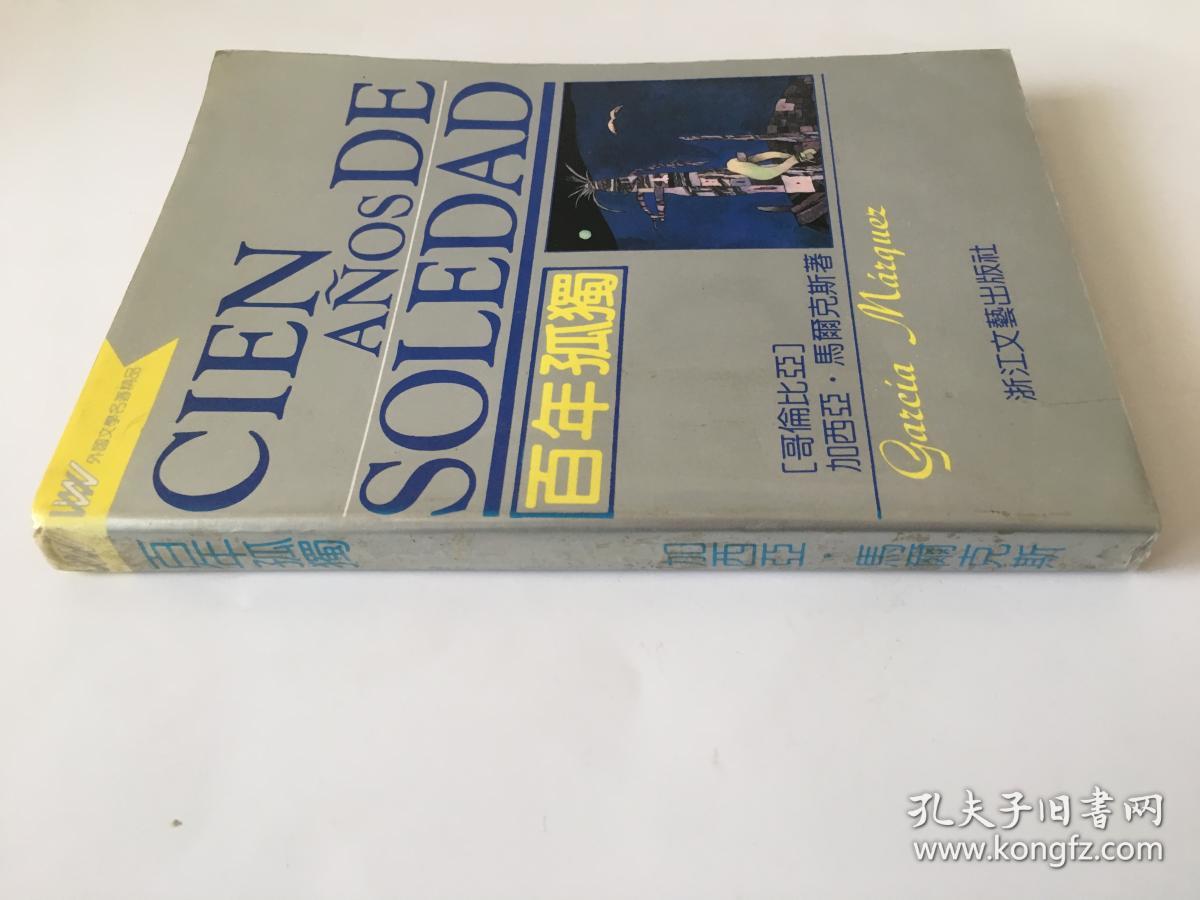 外國文學名著精品
CIEN
AÑOS DE
SOLEDAD
百年孤獨
[哥倫比亞]
加西亞·馬爾克斯著
García Márquez
浙江文藝出版社
百年孤獨
加西亞·馬爾克斯
孔夫子旧书网
www.kongfz.com